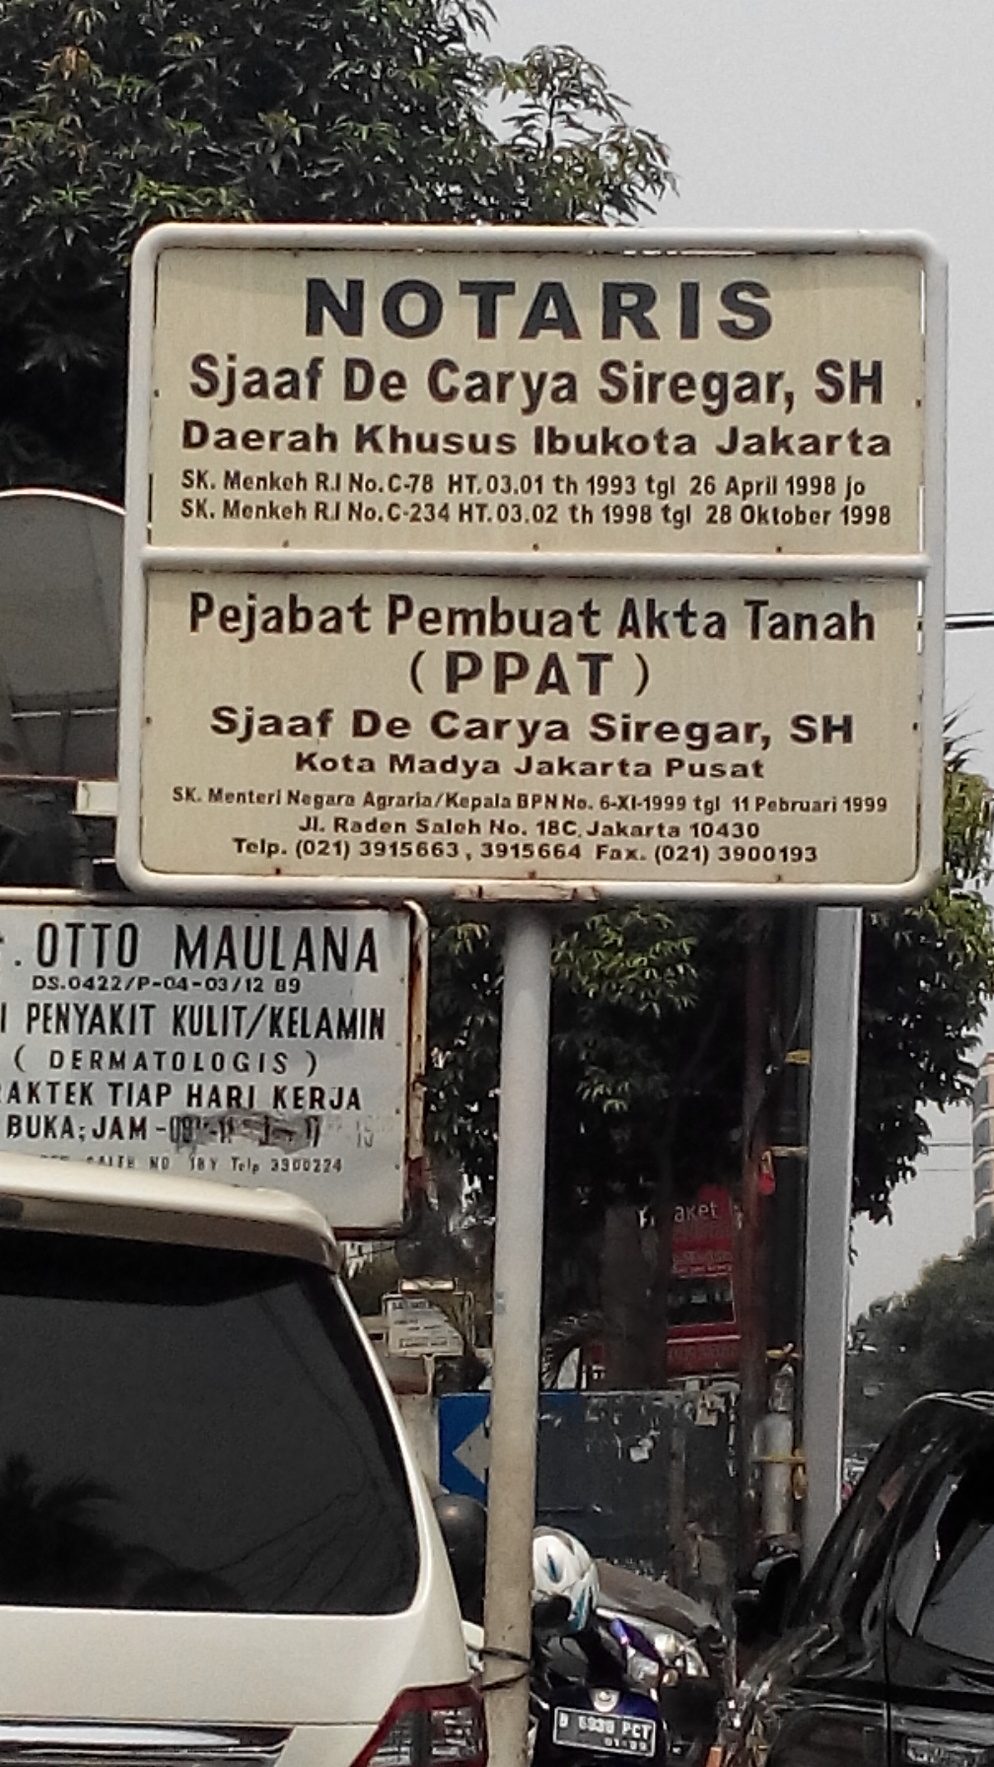 NOTARIS
Sjaaf De Carya Siregar, SH
Daerah Khusus Ibukota Jakarta
SK. Menkeh R.I No. C-78 HT. 03.01 th 1993 tgl 26 April 1998 jo
SK. Menkeh R.I No. C-234 HT. 03.02 th 1998 tgl 28 Oktober 1998
Pejabat Pembuat Akta Tanah
( PPAT )
Sjaaf De Carya Siregar, SH
Kota Madya Jakarta Pusat
SK. Menteri Negara Agraria/Kepala BPN No. 6-XI-1999 tgl 11 Pebruari 1999
Jl. Raden Saleh No. 18C, Jakarta 10430
Telp. (021) 3915663 , 3915664 Fax. (021) 3900193
. OTTO MAULANA
DS.0422/P-04-03/12 89
I PENYAKIT KULIT/KELAMIN
( DERMATOLOGIS )
RAKTEK TIAP HARI KERJA
BUKA; JAM -
NO 18Y Telp 3900224
aket
PCT